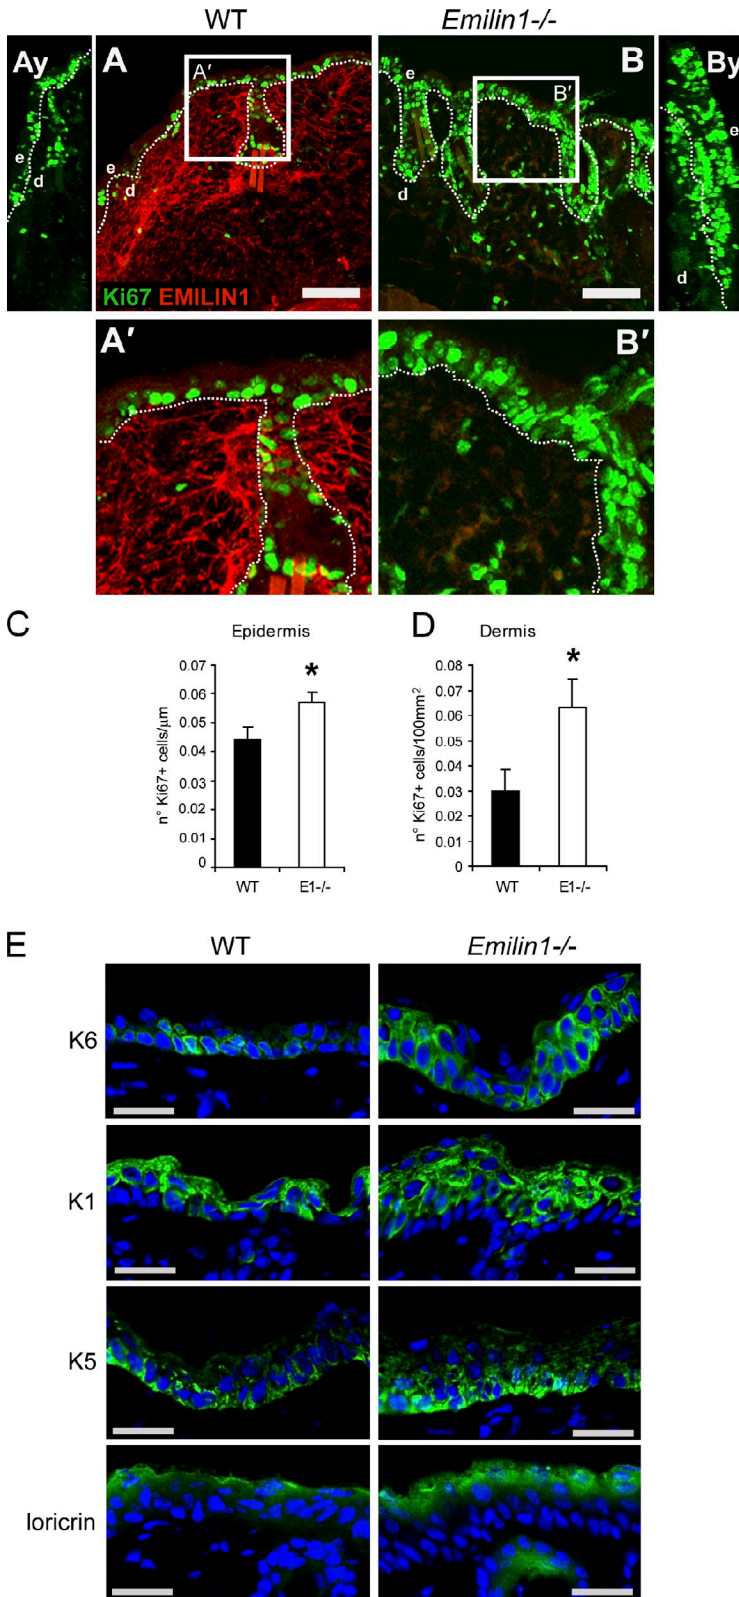 WT Emilin1-/-
Ay A A′ e d e d
Ki67 EMILIN1
B B′ e d By e d
A′ B′
C Epidermis
*
n° Ki67+ cells/μm
0.07
0.06
0.05
0.04
0.03
0.02
0.01
0
WT E1-/-
D Dermis
*
n° Ki67+ cells/100mm²
0.08
0.07
0.06
0.05
0.04
0.03
0.02
0.01
0
WT E1-/-
E WT Emilin1-/-
K6
K1
K5
loricrin